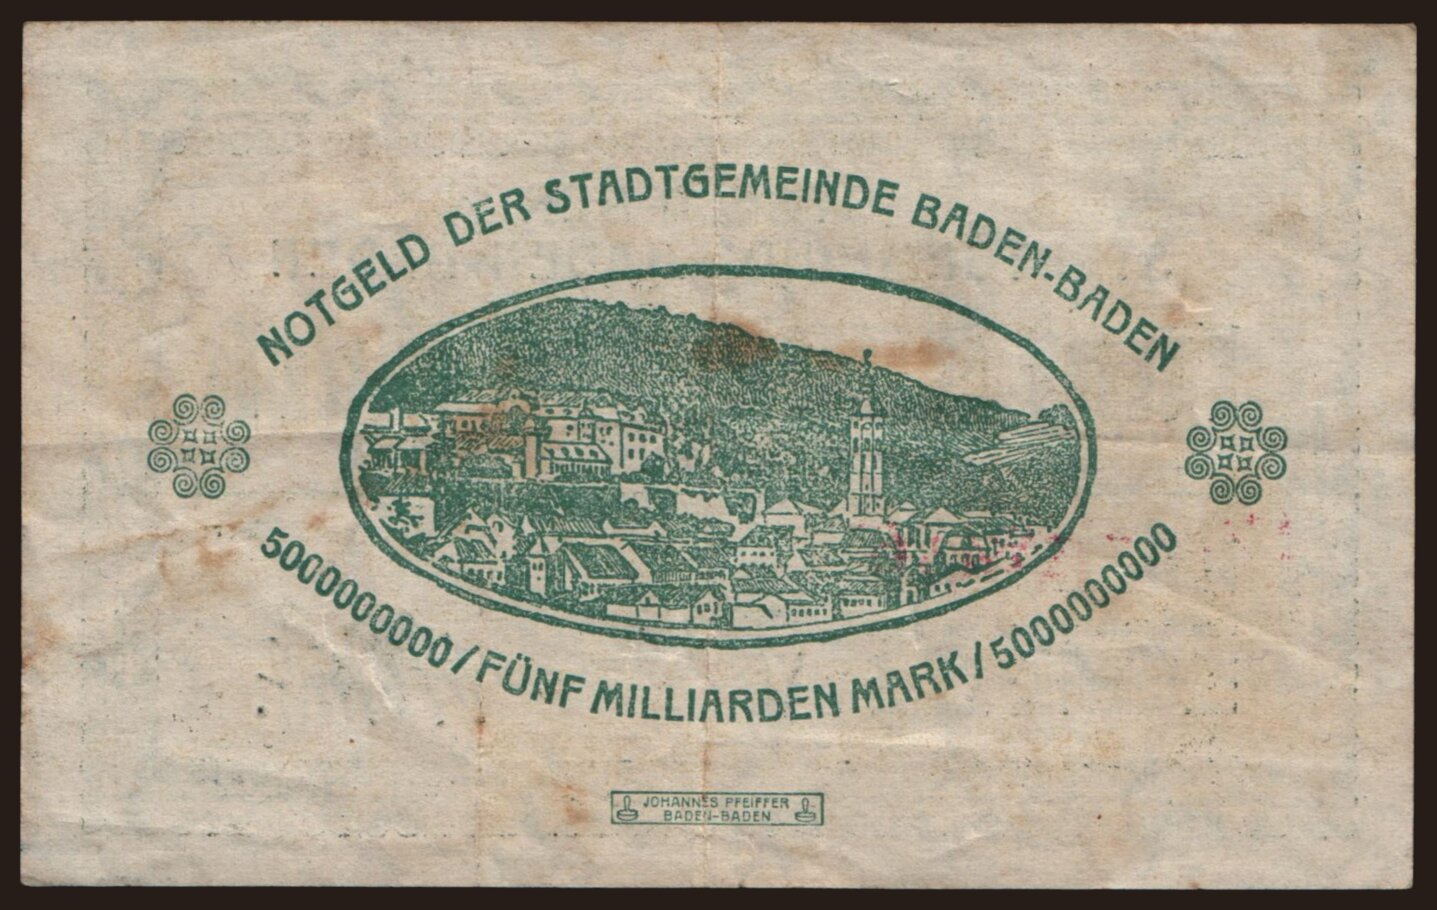 NOTGELD DER STADTGEMEINDE BADEN-BADEN
5000000000 / FÜNF MILLIARDEN MARK / 5000000000
JOHANNES PFEIFFER
BADEN-BADEN